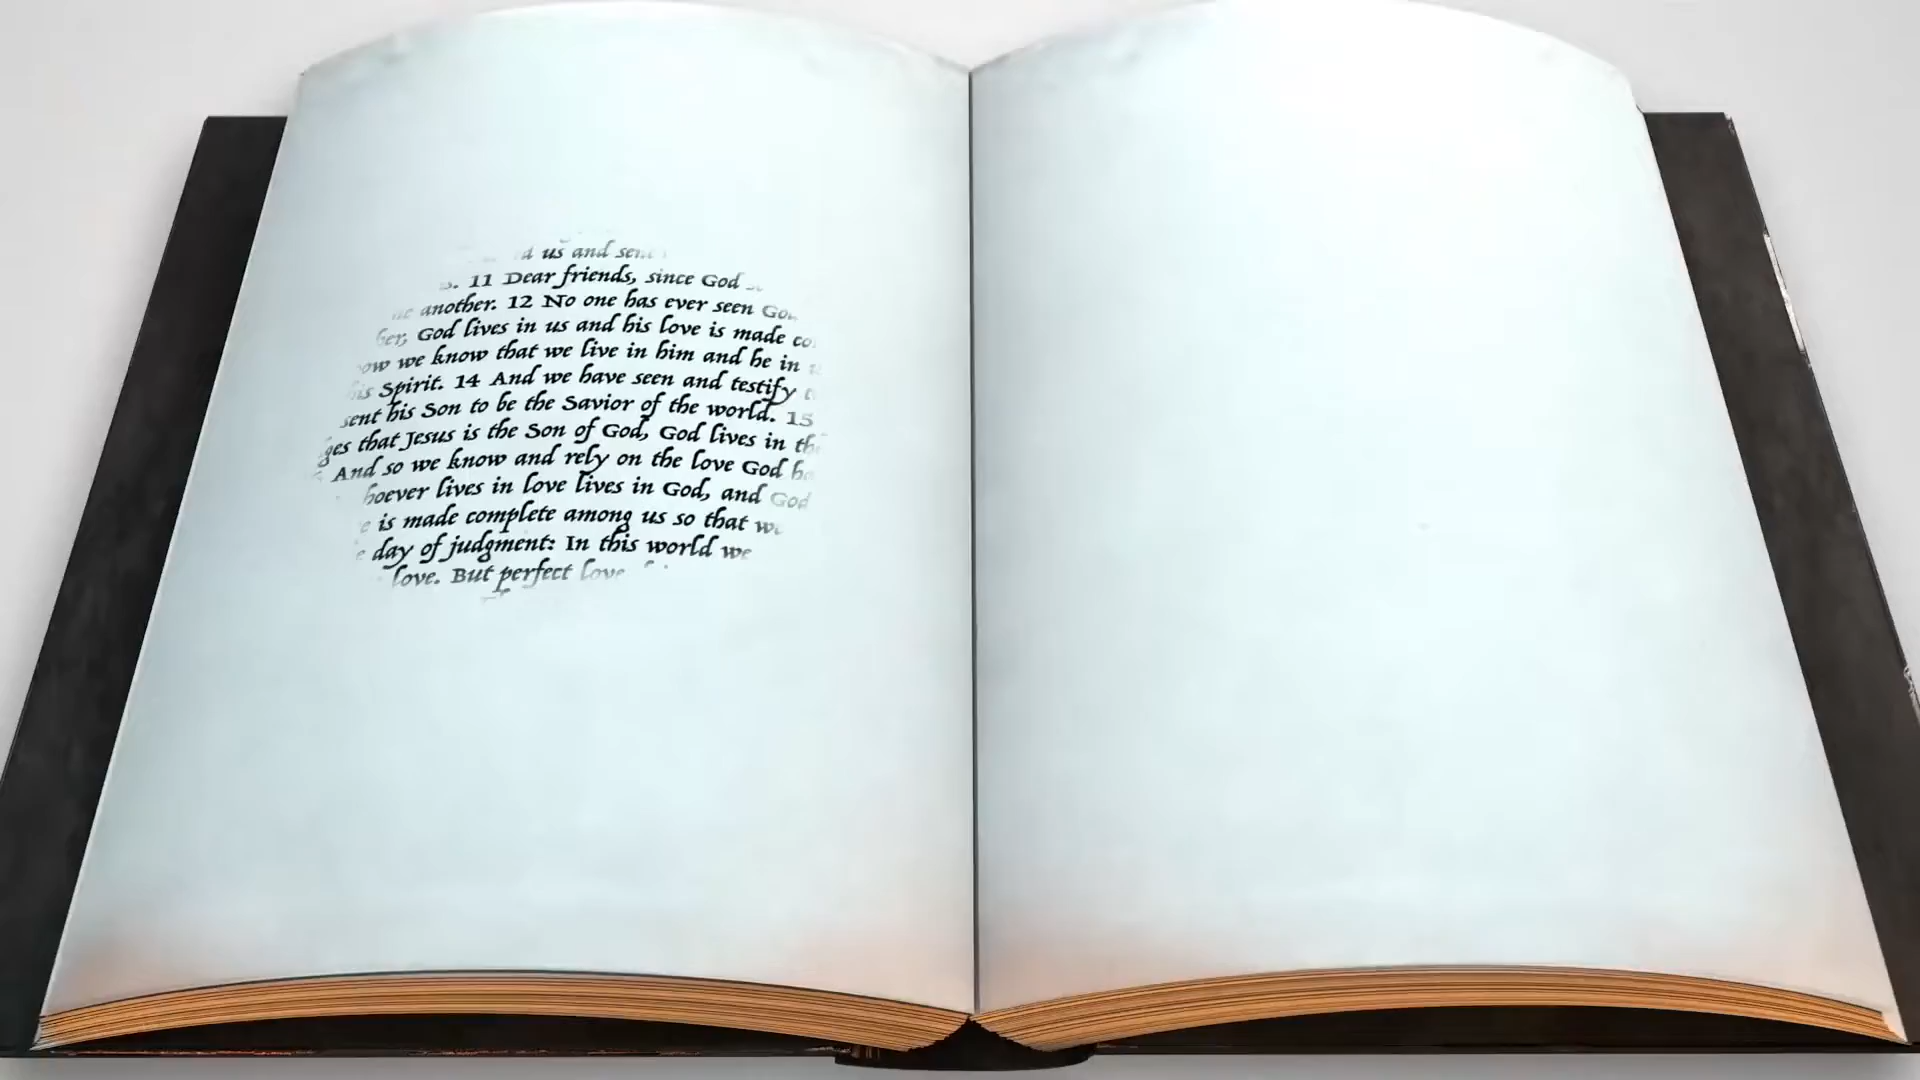 us and sent
11 Dear friends, since God
another. 12 No one has ever seen God
God lives in us and his love is made
we know that we live in him and he in
his Spirit. 14 And we have seen and testify
sent his Son to be the Savior of the world. 15
that Jesus is the Son of God, God lives in
And so we know and rely on the love God
lives in love lives in God, and God
is made complete among us so that we
day of judgment: In this world we
love. But perfect love